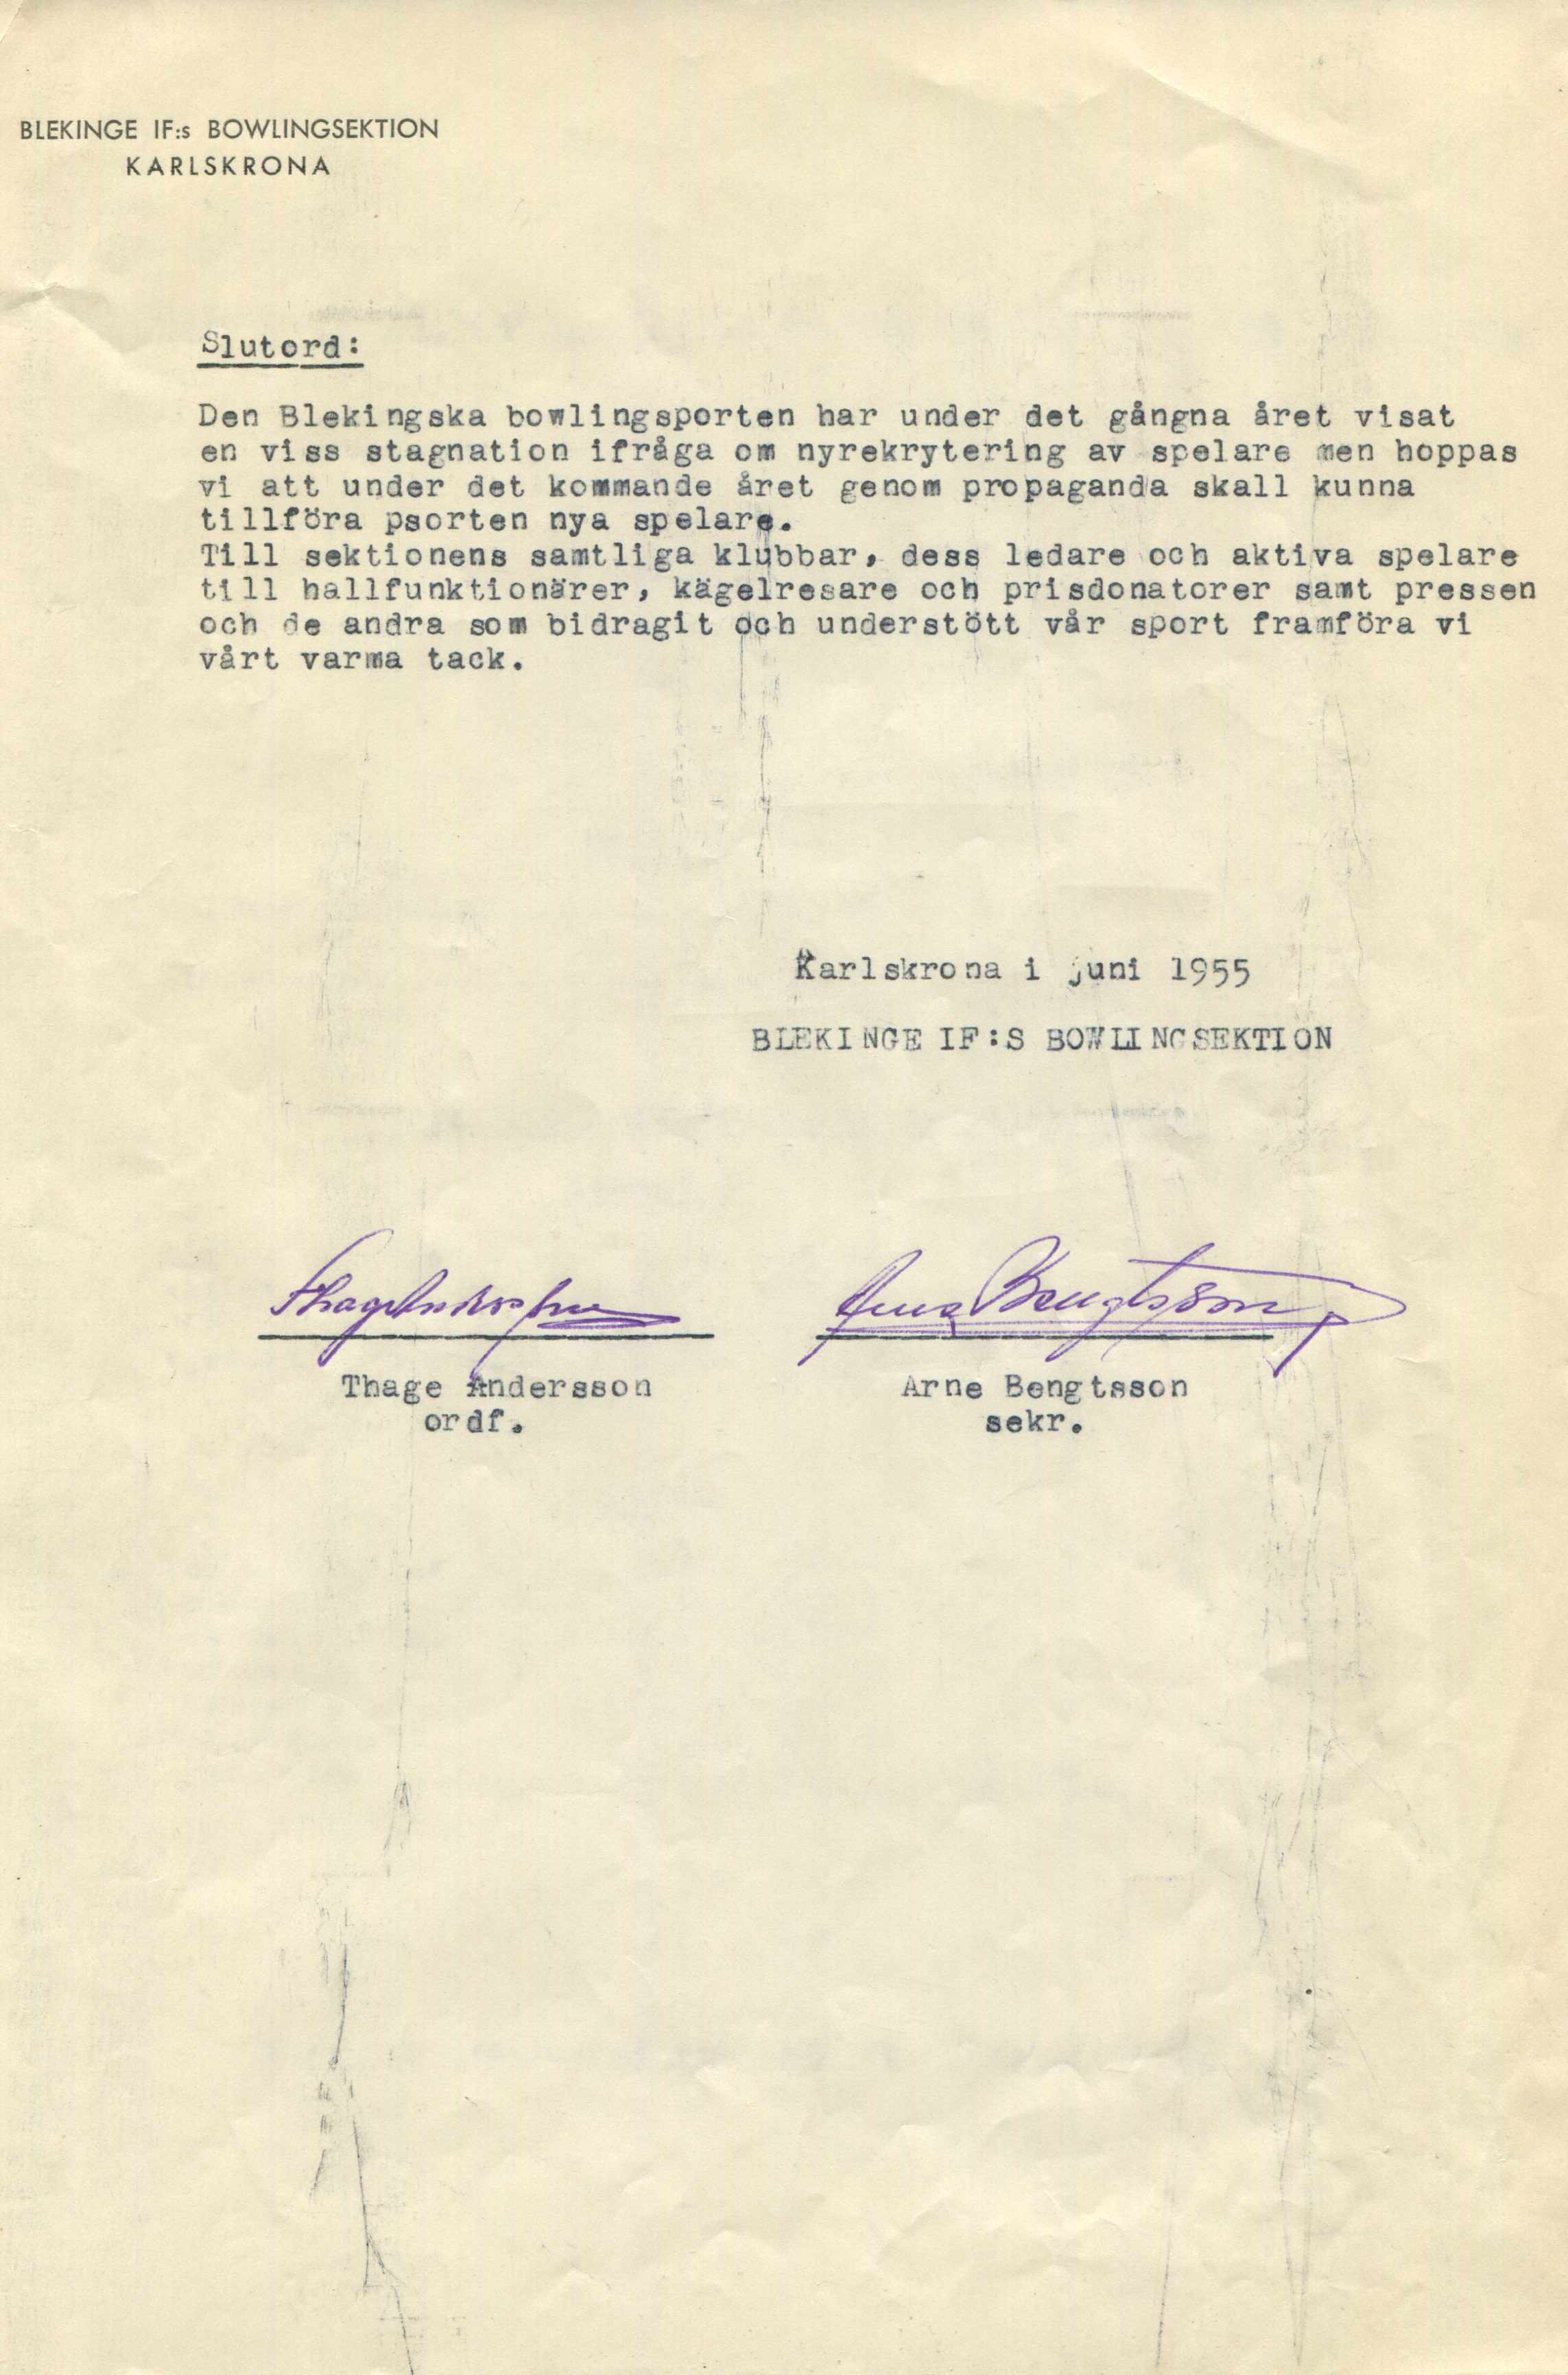 BLEKINGE IF:s BOWLINGSEKTION
KARLSKRONA
Slutord:
Den Blekingska bowlingsporten har under det gångna året visat
en viss stagnation ifråga om nyrekrytering av spelare men hoppas
vi att under det kommande året genom propaganda skall kunna
tillföra psorten nya spelare.
Till sektionens samtliga klubbar, dess ledare och aktiva spelare
till hallfunktionärer, kägelresare och prisdonatorer samt pressen
och de andra som bidragit och understött vår sport framföra vi
vårt varma tack.
Karlskrona i juni 1955
BLEKINGE IF:S BOWLINGSEKTION
Thage Andersson Arne Bengtsson
Thage Andersson Arne Bengtsson
ordf. sekr.